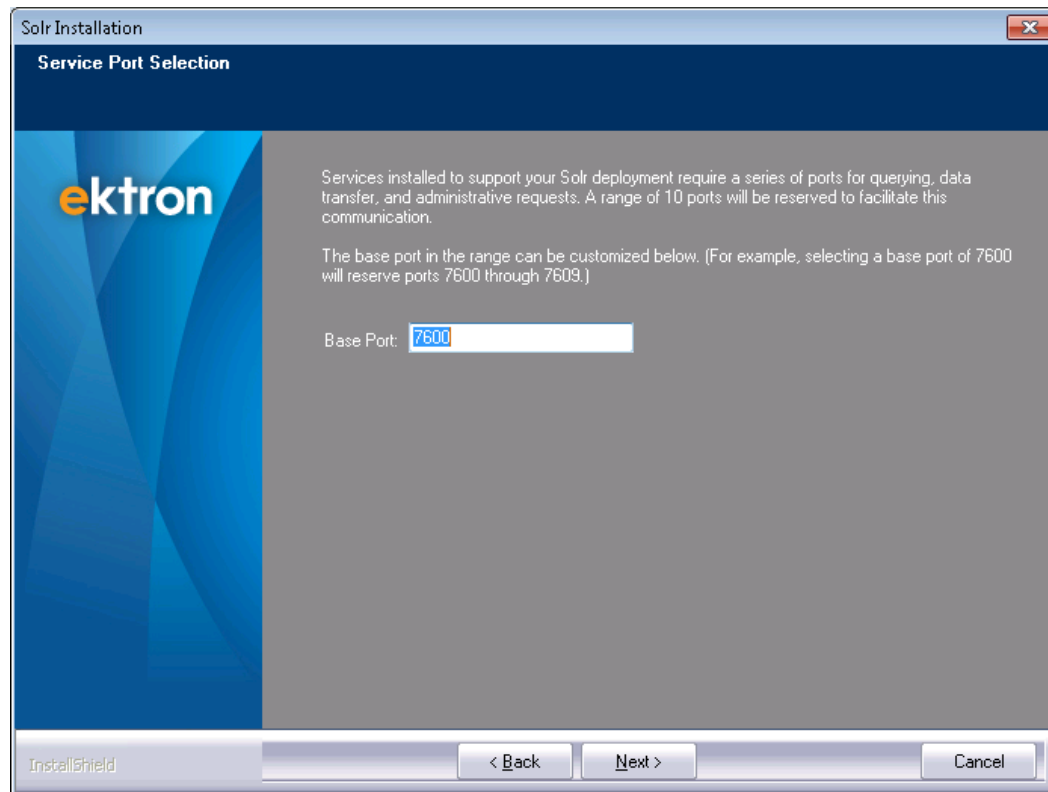 Solr Installation
Service Port Selection
ektron
Services installed to support your Solr deployment require a series of ports for querying, data
transfer, and administrative requests. A range of 10 ports will be reserved to facilitate this
communication.
The base port in the range can be customized below. (For example, selecting a base port of 7600
will reserve ports 7600 through 7609.)
Base Port: 7600
InstallShield
< Back Next > Cancel